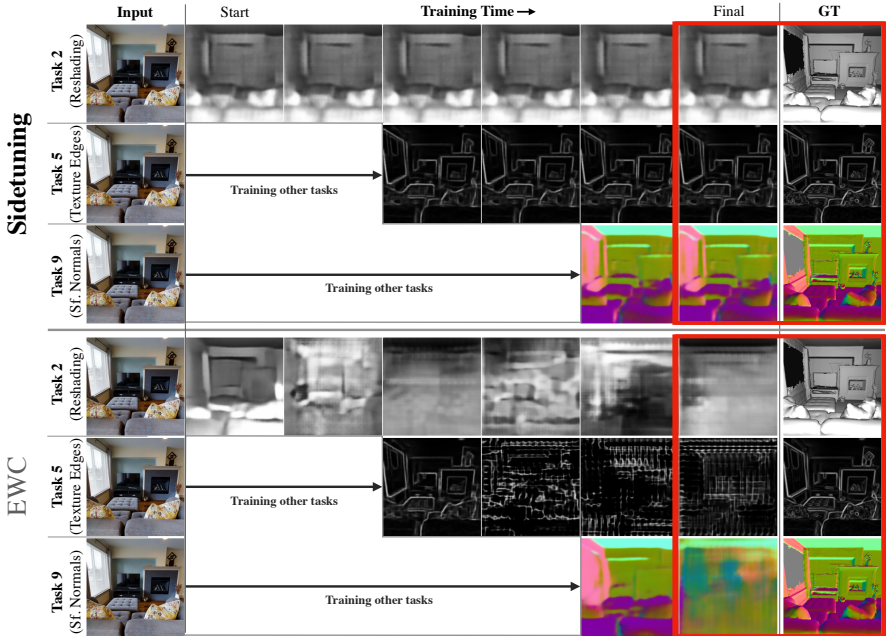 Input Start Training Time → Final GT
Sidetuning
Task 2
(Reshading)
Task 5
(Texture Edges)
Training other tasks
Task 9
(Sf. Normals)
Training other tasks
EWC
Task 2
(Reshading)
Task 5
(Texture Edges)
Training other tasks
Task 9
(Sf. Normals)
Training other tasks